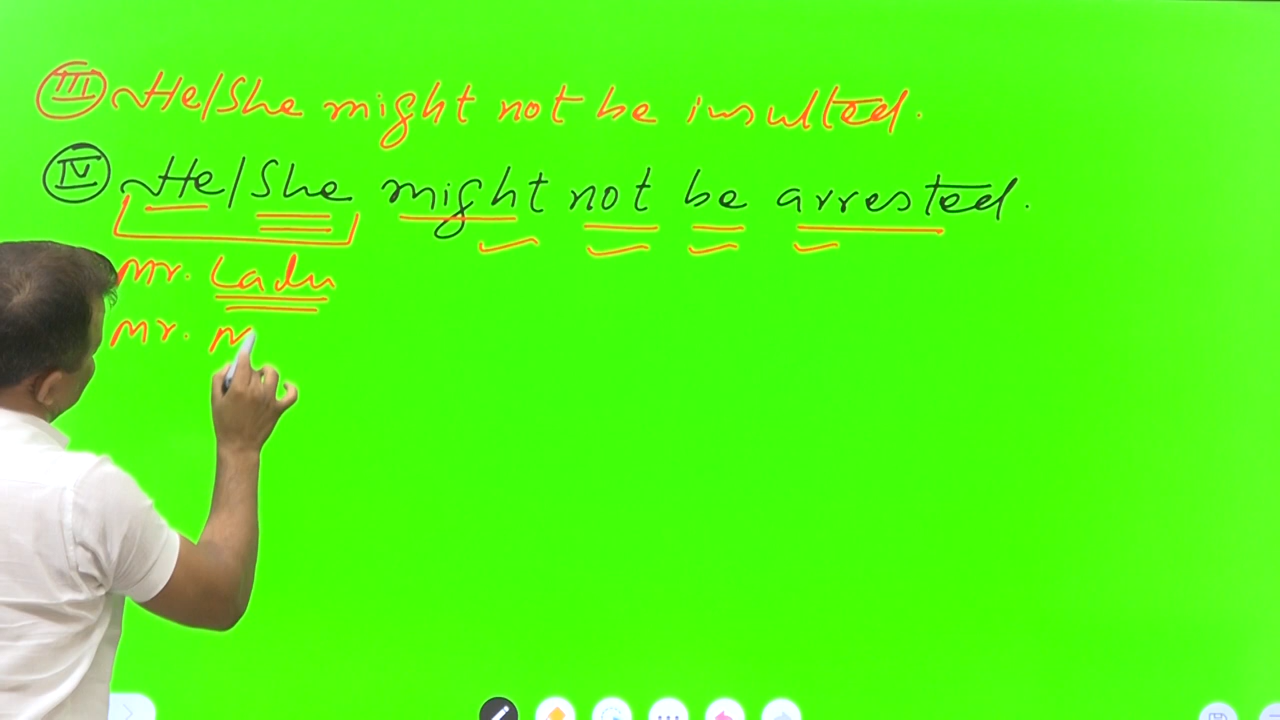 III He/She might not be insulted.
IV He/She might not be arrested.
Mr. Ladu
Mr. N